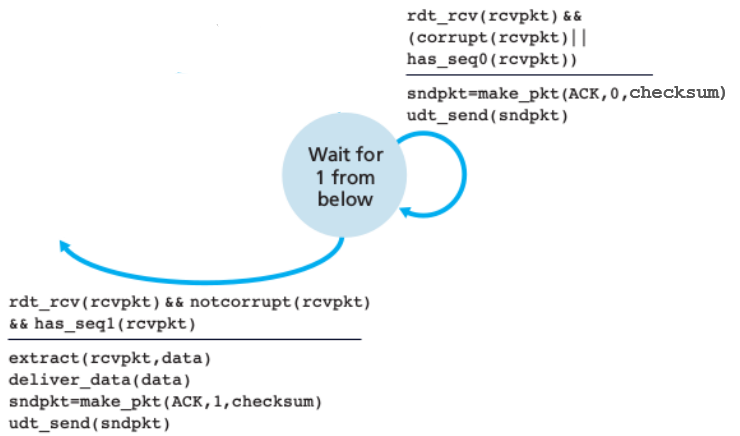 rdt_rcv(rcvpkt) &&
(corrupt(rcvpkt)||
has_seq0(rcvpkt))
sndpkt=make_pkt(ACK,0,checksum)
udt_send(sndpkt)
Wait for
1 from
below
rdt_rcv(rcvpkt) && notcorrupt(rcvpkt)
&& has_seq1(rcvpkt)
extract(rcvpkt,data)
deliver_data(data)
sndpkt=make_pkt(ACK,1,checksum)
udt_send(sndpkt)